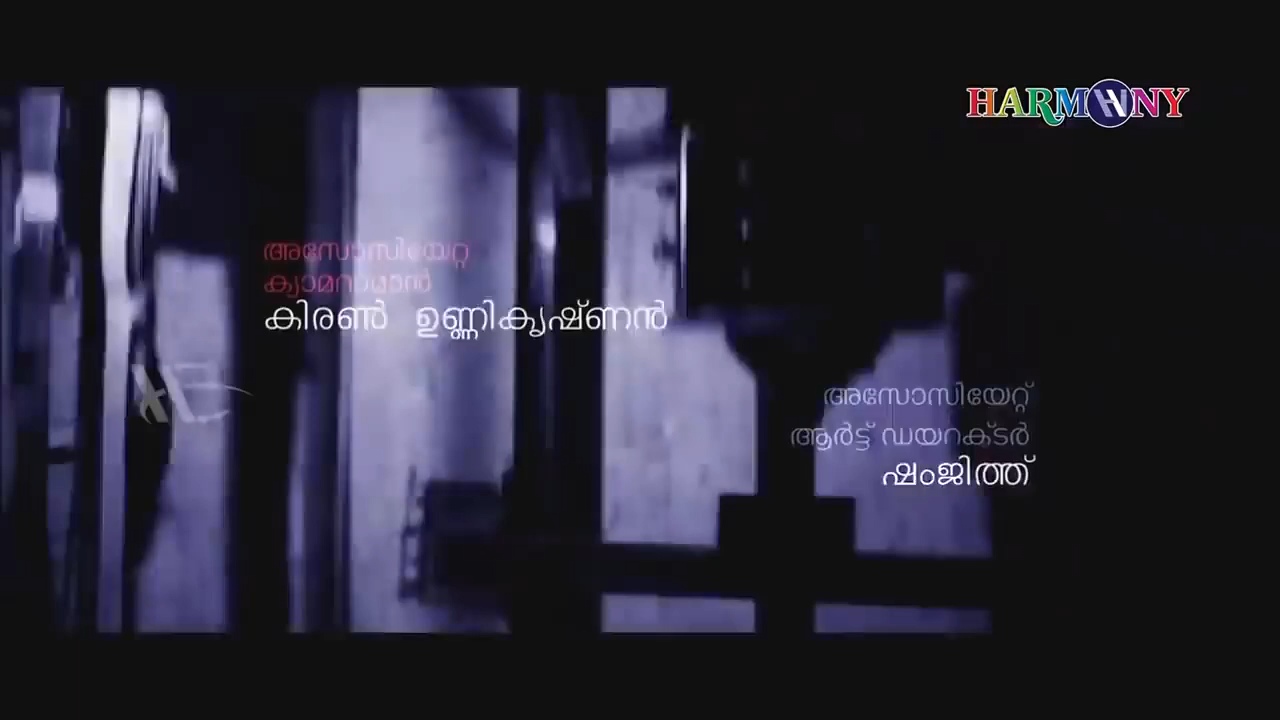 HARMONY
അസോസിയേറ്റ
ക്യാമറാമാൻ
കിരൺ ഉണ്ണികൃഷ്ണൻ
അസോസിയേറ്റ്
ആർട്ട് ഡയറക്ടർ
ഷംജിത്ത്